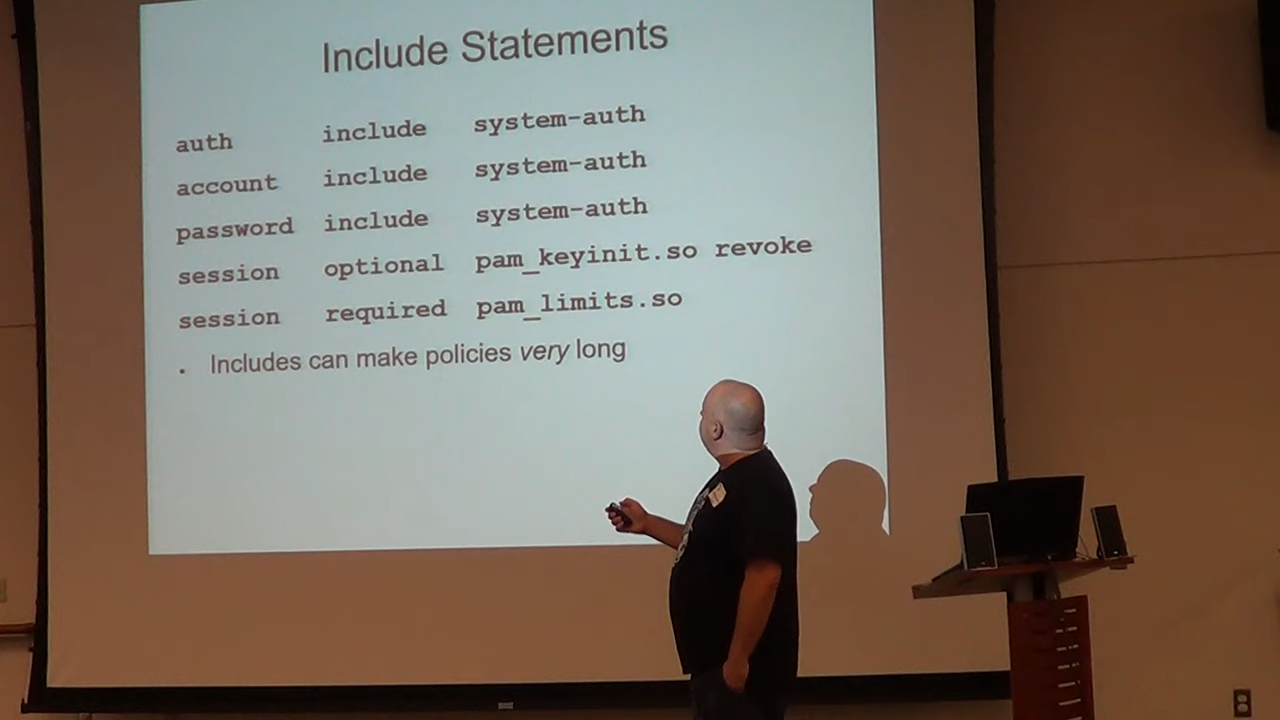 Include Statements
auth include system-auth
account include system-auth
password include system-auth
session optional pam_keyinit.so revoke
session required pam_limits.so
. Includes can make policies very long